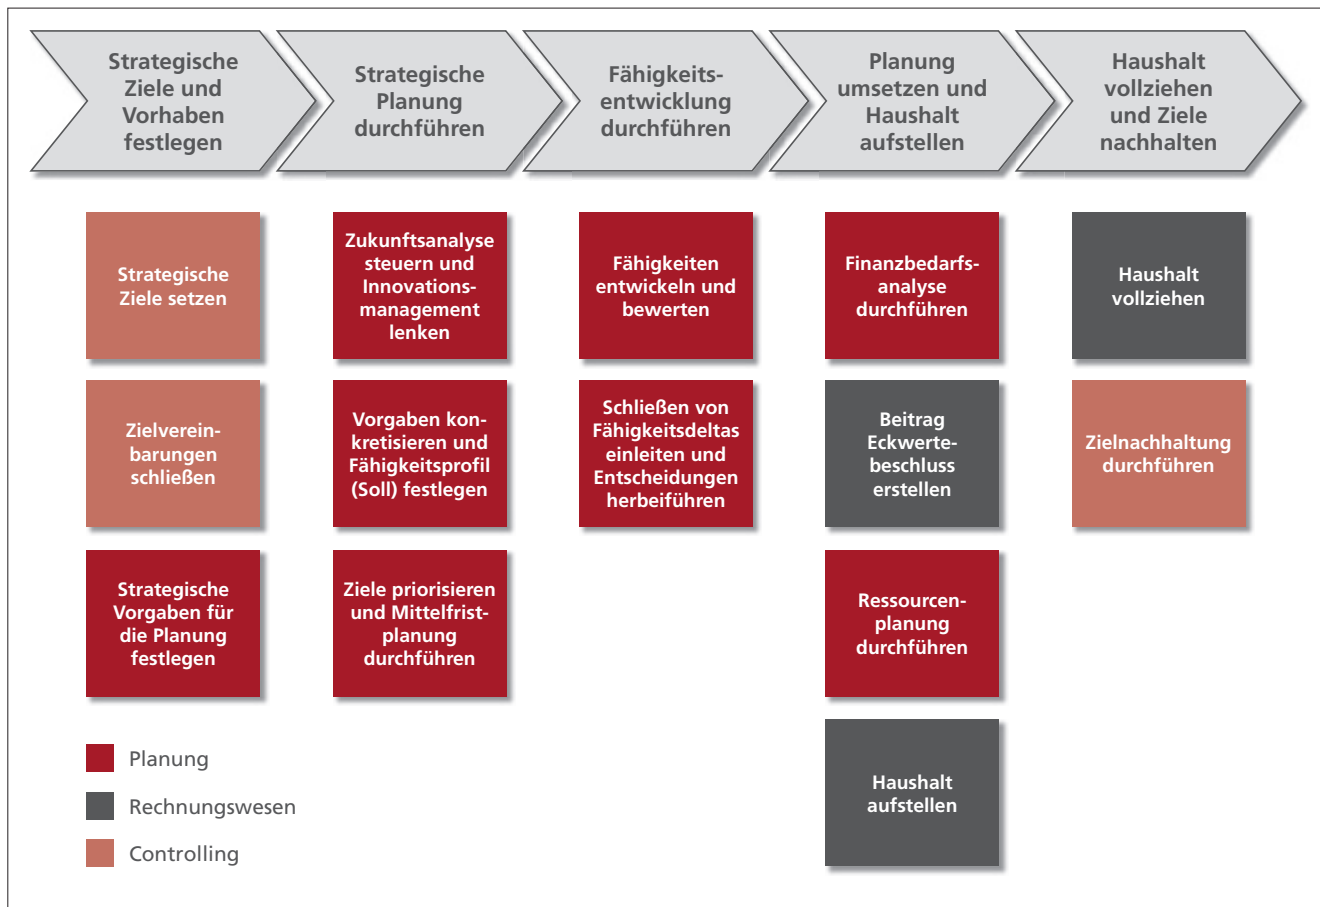 Strategische
Ziele und
Vorhaben
festlegen
Strategische
Planung
durchführen
Fähigkeits-
entwicklung
durchführen
Planung
umsetzen und
Haushalt
aufstellen
Haushalt
vollziehen
und Ziele
nachhalten
Strategische
Ziele setzen
Zielverein-
barungen
schließen
Strategische
Vorgaben für
die Planung
festlegen
Zukunftsanalyse
steuern und
Innovations-
management
lenken
Vorgaben kon-
kretisieren und
Fähigkeitsprofil
(Soll) festlegen
Ziele priorisieren
und Mittelfrist-
planung
durchführen
Fähigkeiten
entwickeln und
bewerten
Schließen von
Fähigkeitsdeltas
einleiten und
Entscheidungen
herbeiführen
Finanzbedarfs-
analyse
durchführen
Beitrag
Eckwerte-
beschluss
erstellen
Ressourcen-
planung
durchführen
Haushalt
aufstellen
Haushalt
vollziehen
Zielnachhaltung
durchführen
Planung
Rechnungswesen
Controlling